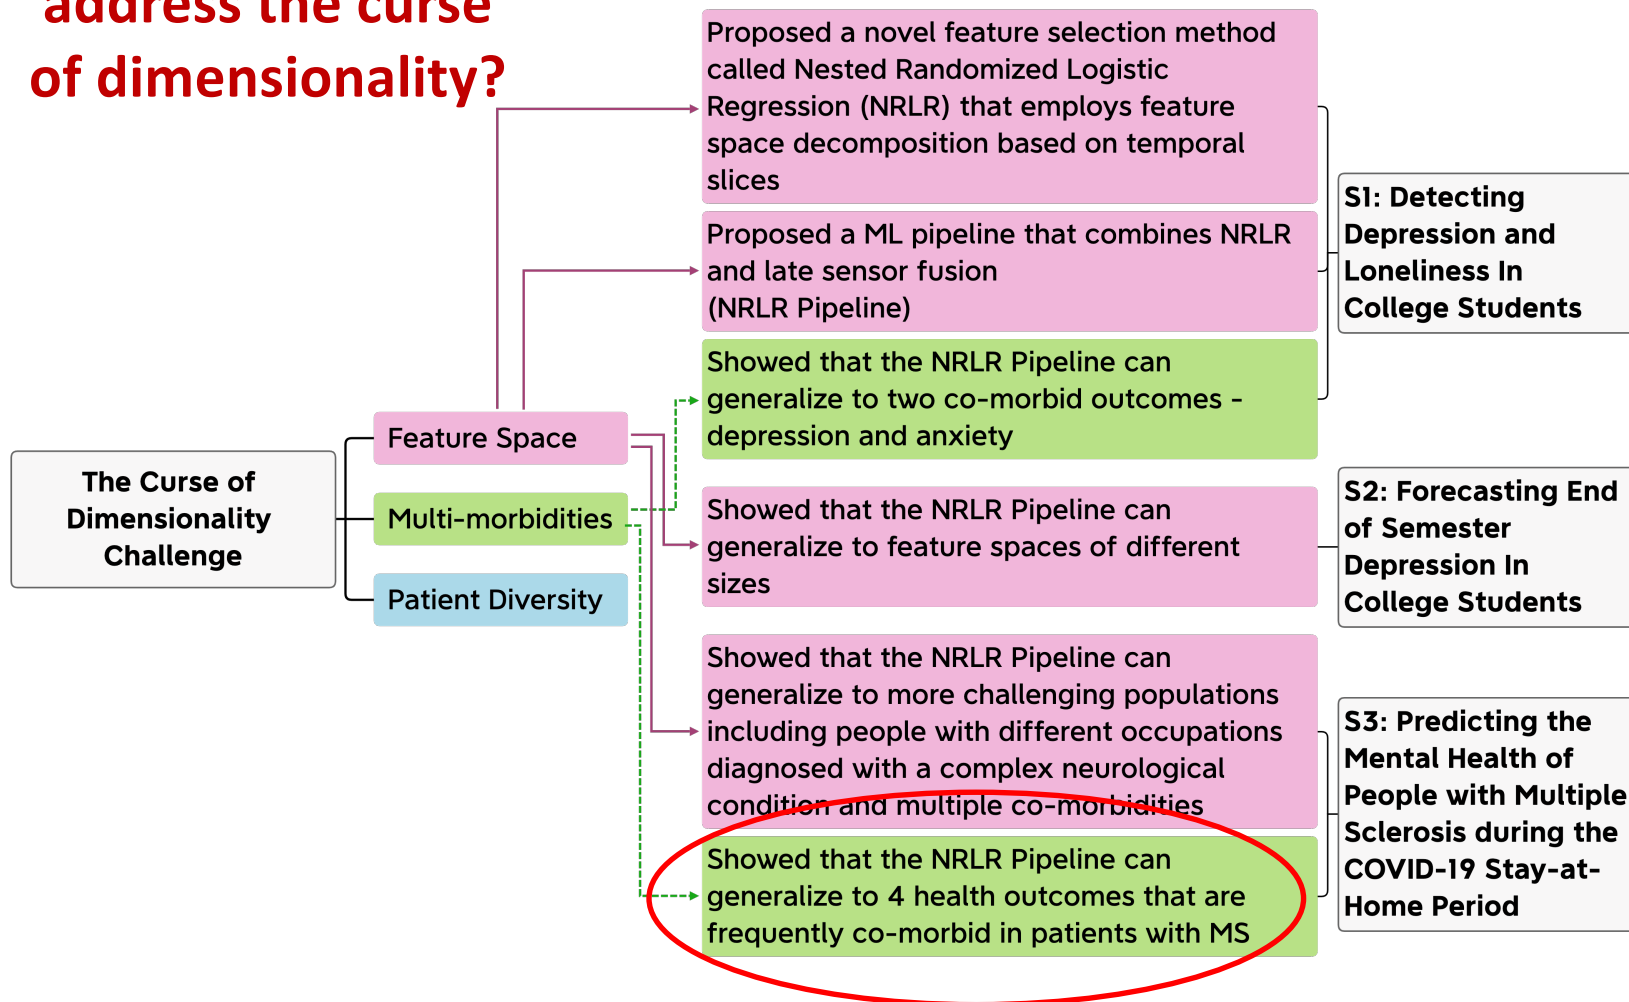 address the curse
of dimensionality?
The Curse of
Dimensionality
Challenge
Feature Space
Multi-morbidities
Patient Diversity
Proposed a novel feature selection method
called Nested Randomized Logistic
Regression (NRLR) that employs feature
space decomposition based on temporal
slices
Proposed a ML pipeline that combines NRLR
and late sensor fusion
(NRLR Pipeline)
Showed that the NRLR Pipeline can
generalize to two co-morbid outcomes -
depression and anxiety
Showed that the NRLR Pipeline can
generalize to feature spaces of different
sizes
Showed that the NRLR Pipeline can
generalize to more challenging populations
including people with different occupations
diagnosed with a complex neurological
condition and multiple co-morbidities
Showed that the NRLR Pipeline can
generalize to 4 health outcomes that are
frequently co-morbid in patients with MS
S1: Detecting
Depression and
Loneliness In
College Students
S2: Forecasting End
of Semester
Depression In
College Students
S3: Predicting the
Mental Health of
People with Multiple
Sclerosis during the
COVID-19 Stay-at-
Home Period